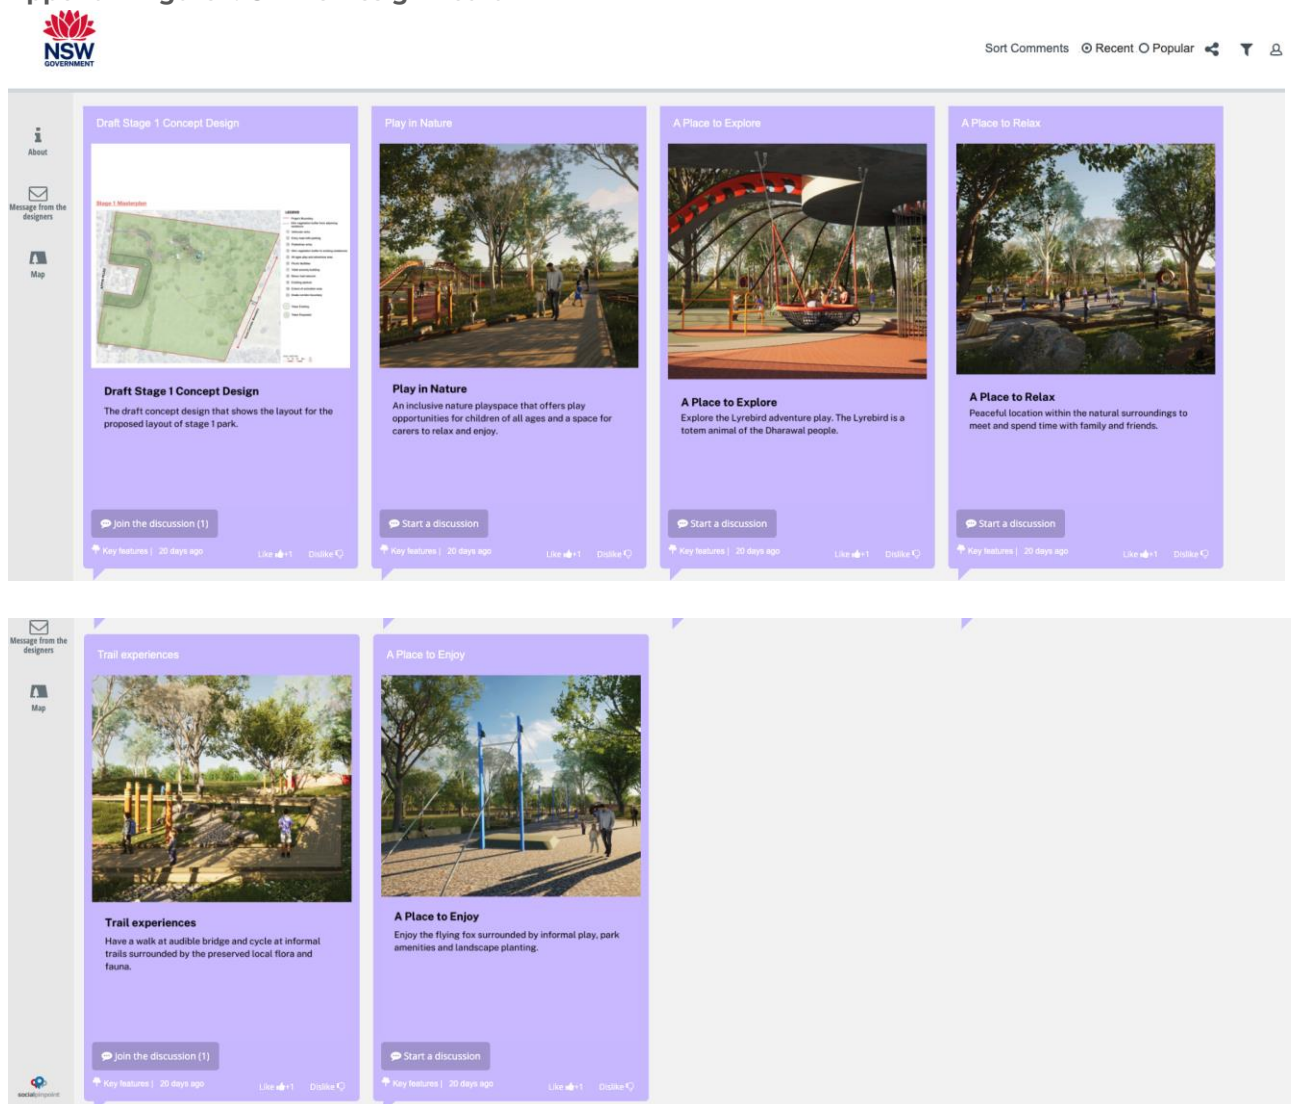 NSW
GOVERNMENT
Sort Comments Recent Popular
About
Message from the
designers
Map
Draft Stage 1 Concept Design
Stage 1 Masterplan
LEGEND
Draft Stage 1 Concept Design
The draft concept design that shows the layout for the
proposed layout of stage 1 park.
Join the discussion (1)
Key features | 20 days ago Like +1 Dislike
Play in Nature
Play in Nature
An inclusive nature playspace that offers play
opportunities for children of all ages and a space for
carers to relax and enjoy.
Start a discussion
Key features | 20 days ago Like +1 Dislike
A Place to Explore
A Place to Explore
Explore the Lyrebird adventure play. The Lyrebird is a
totem animal of the Dharawal people.
Start a discussion
Key features | 20 days ago Like +1 Dislike
A Place to Relax
A Place to Relax
Peaceful location within the natural surroundings to
meet and spend time with family and friends.
Start a discussion
Key features | 20 days ago Like +1 Dislike
Message from the
designers
Map
Trail experiences
Trail experiences
Have a walk at audible bridge and cycle at informal
trails surrounded by the preserved local flora and
fauna.
Join the discussion (1)
Key features | 20 days ago Like +1 Dislike
A Place to Enjoy
A Place to Enjoy
Enjoy the flying fox surrounded by informal play, park
amenities and landscape planting.
Start a discussion
Key features | 20 days ago Like +1 Dislike
socialpinpoint